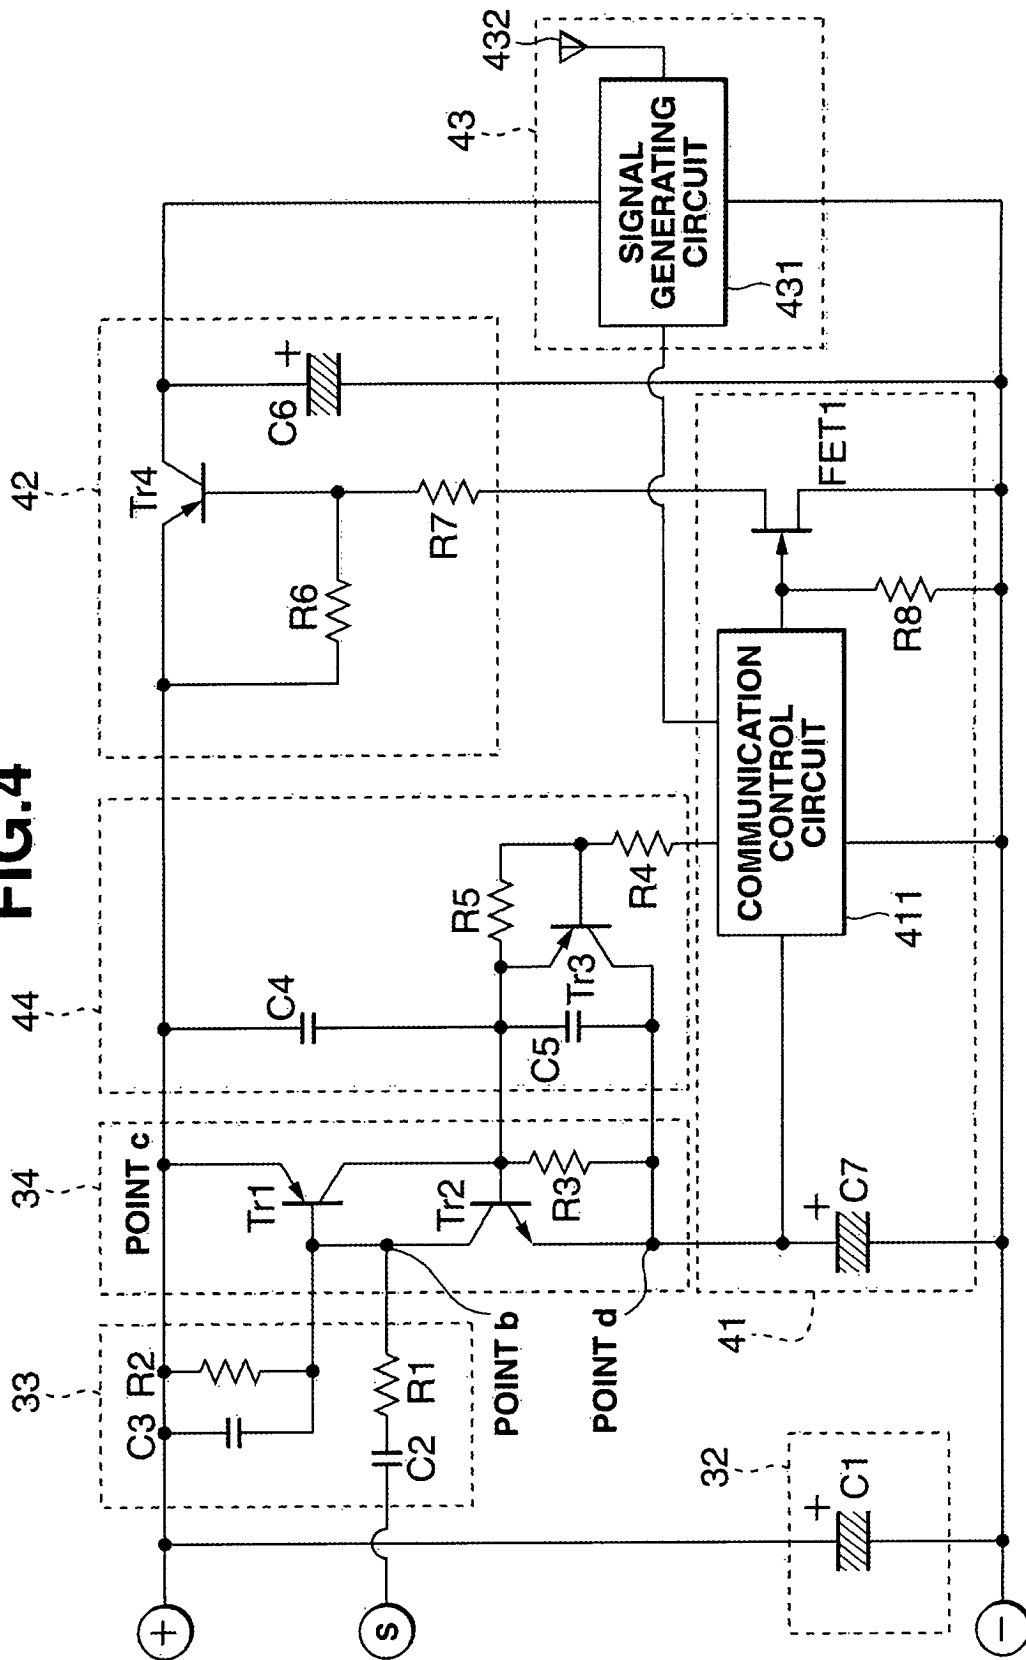 FIG.4
33
34
44
42
43
432
C3
R2
POINT c
Tr1
C4
Tr4
C6
+
R6
R7
R1
C2
POINT b
POINT d
Tr2
R3
C5
Tr3
R5
R4
SIGNAL
GENERATING
CIRCUIT
431
32
+
C1
41
+
C7
COMMUNICATION
CONTROL
CIRCUIT
411
FET1
R8
+
s
−